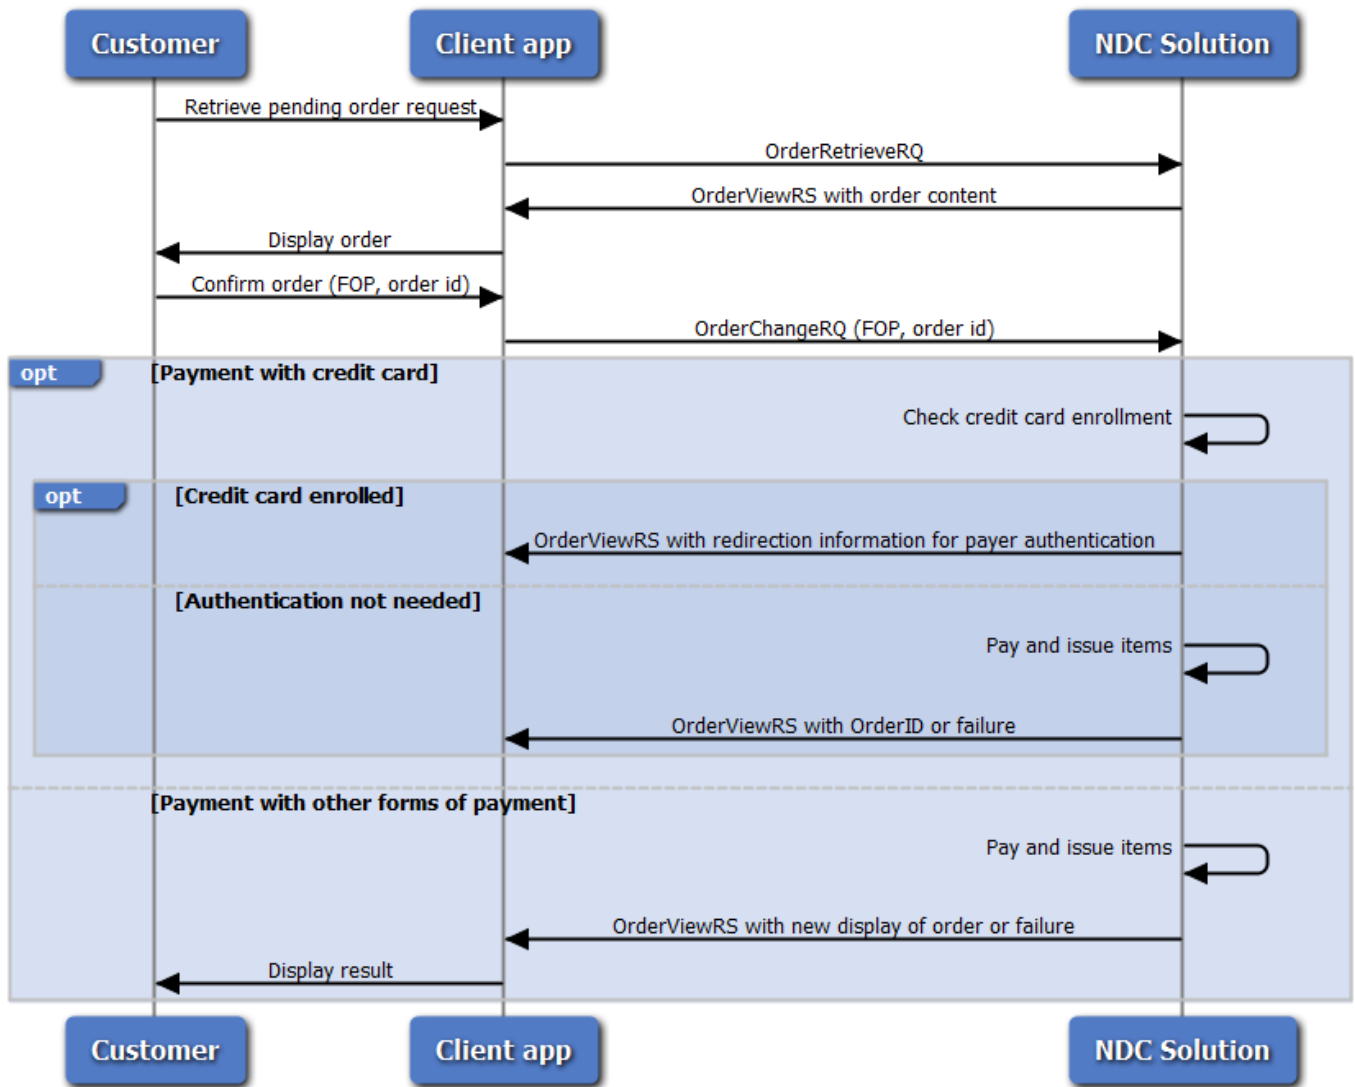 Customer
Client app
NDC Solution
Retrieve pending order request
OrderRetrieveRQ
OrderViewRS with order content
Display order
Confirm order (FOP, order id)
OrderChangeRQ (FOP, order id)
opt
[Payment with credit card]
Check credit card enrollment
opt
[Credit card enrolled]
OrderViewRS with redirection information for payer authentication
[Authentication not needed]
Pay and issue items
OrderViewRS with OrderID or failure
[Payment with other forms of payment]
Pay and issue items
OrderViewRS with new display of order or failure
Display result
Customer
Client app
NDC Solution